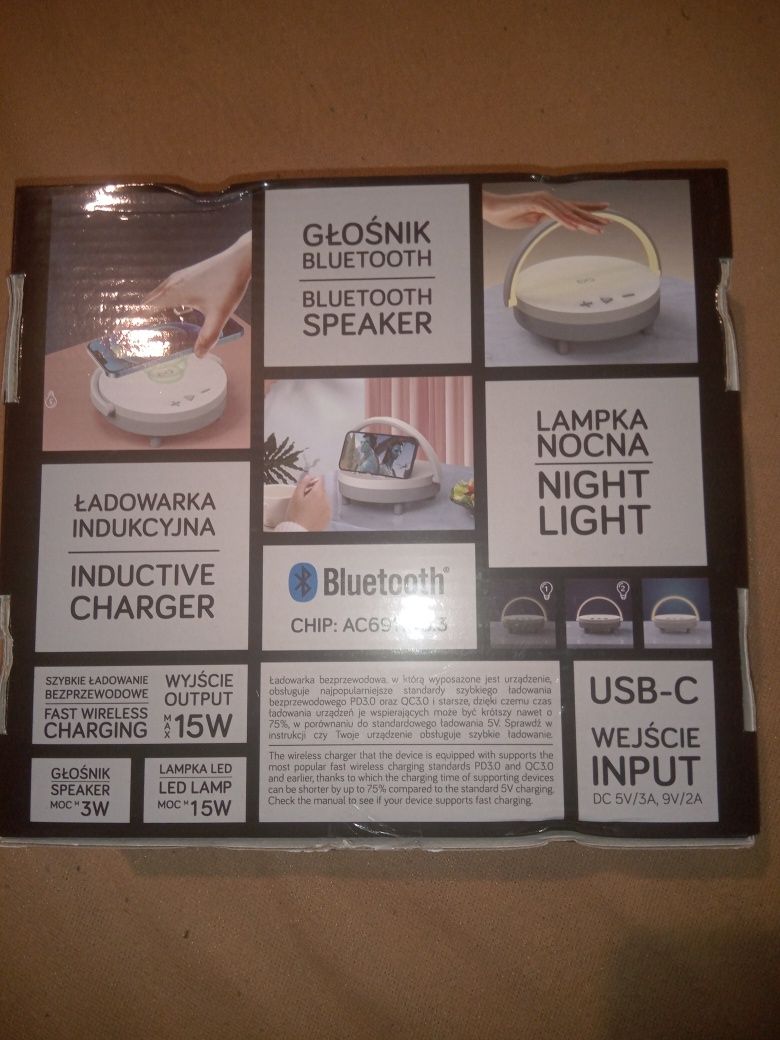 GŁOŚNIK
BLUETOOTH
BLUETOOTH
SPEAKER
LAMPKA
NOCNA
NIGHT
LIGHT
ŁADOWARKA
INDUKCYJNA
INDUCTIVE
CHARGER
Bluetooth®
CHIP:
1
2
SZYBKIE ŁADOWANIE
BEZPRZEWODOWE
FAST WIRELESS
CHARGING
WYJŚCIE
OUTPUT
MAX 15W
GŁOŚNIK
SPEAKER
MOC 3W
LAMPKA LED
LED LAMP
MOC 15W
Ładowarka bezprzewodowa, w którą wyposażone jest urządzenie,
obsługuje najpopularniejsze standardy szybkiego ładowania
bezprzewodowego PD3.0 oraz QC3.0 i starsze, dzięki czemu czas
ładowania urządzeń je wspierających może być krótszy nawet o
75%, w porównaniu do standardowego ładowania 5V. Sprawdź w
instrukcji czy Twoje urządzenie obsługuje szybkie ładowanie.
The wireless charger that the device is equipped with supports the
most popular fast wireless charging standards PD3.0 and QC3.0
and earlier, thanks to which the charging time of supporting devices
can be shorter by up to 75% compared to the standard 5V charging.
Check the manual to see if your device supports fast charging.
USB-C
WEJŚCIE
INPUT
DC 5V/3A, 9V/2A